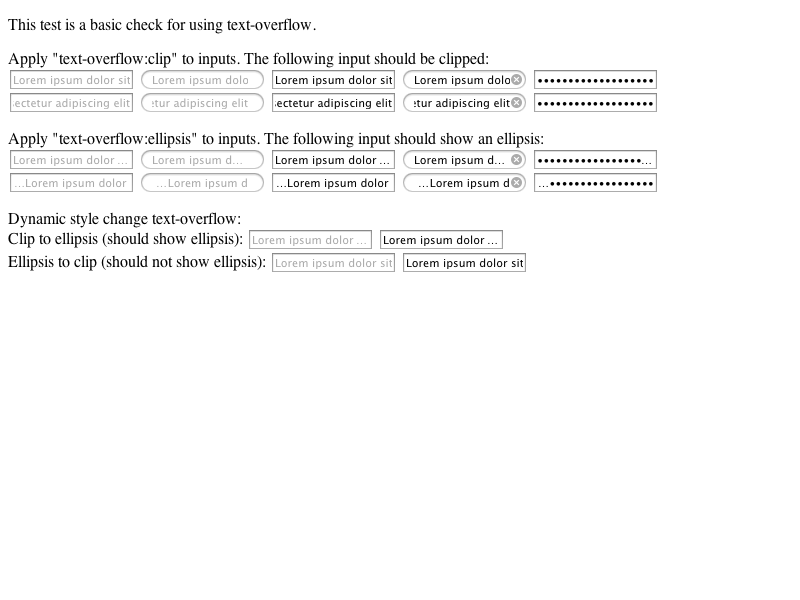 This test is a basic check for using text-overflow.
Apply "text-overflow:clip" to inputs. The following input should be clipped:
Lorem ipsum dolor sit Lorem ipsum dolo Lorem ipsum dolor sit Lorem ipsum dolo ••••••••••••••••••
ectetur adipiscing elit tur adipiscing elit ectetur adipiscing elit tur adipiscing elit ••••••••••••••••••
Apply "text-overflow:ellipsis" to inputs. The following input should show an ellipsis:
Lorem ipsum dolor ... Lorem ipsum d... Lorem ipsum dolor ... Lorem ipsum d... ••••••••••••••••...
...Lorem ipsum dolor ...Lorem ipsum d ...Lorem ipsum dolor ...Lorem ipsum d ...••••••••••••••••
Dynamic style change text-overflow:
Clip to ellipsis (should show ellipsis): Lorem ipsum dolor ... Lorem ipsum dolor ...
Ellipsis to clip (should not show ellipsis): Lorem ipsum dolor sit Lorem ipsum dolor sit